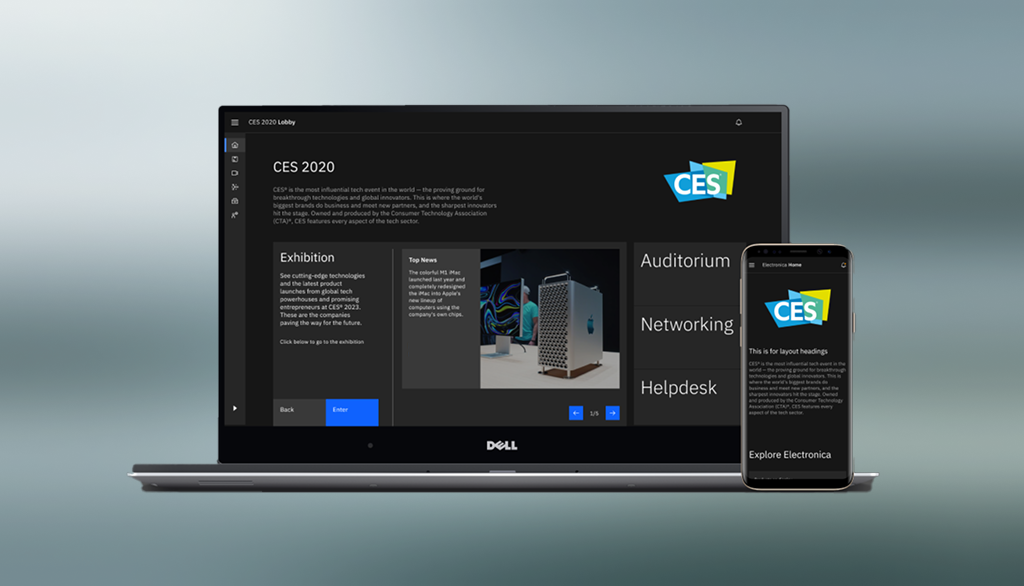 CES 2020 Lobby
CES 2020
CES® is the most influential tech event in the world — the proving ground for
breakthrough technologies and global innovators. This is where the world's
biggest brands do business and meet new partners, and the sharpest innovators
hit the stage. Owned and produced by the Consumer Technology Association
(CTA)®, CES features every aspect of the tech sector.
CES
Exhibition
See cutting-edge technologies
and the latest product
launches from global tech
powerhouses and promising
entrepreneurs at CES® 2023.
These are the companies
paving the way for the future.
Click below to go to the exhibition
Back
Enter
Top News
The colorful M1 iMac
launched last year and
completely redesigned
the iMac into Apple's
new lineup of
computers using the
company's own chips.
1/5
Auditorium
Networking
Helpdesk
DELL
Electronica Home
CES
This is for layout headings
CES® is the most influential tech event in the
world — the proving ground for breakthrough
technologies and global innovators. This is
where the world's biggest brands do business
and meet new partners, and the
sharpest innovators hit the stage. Owned
and produced by the Consumer Technology
Association (CTA)®, CES features every
aspect of the tech sector.
Explore Electronica